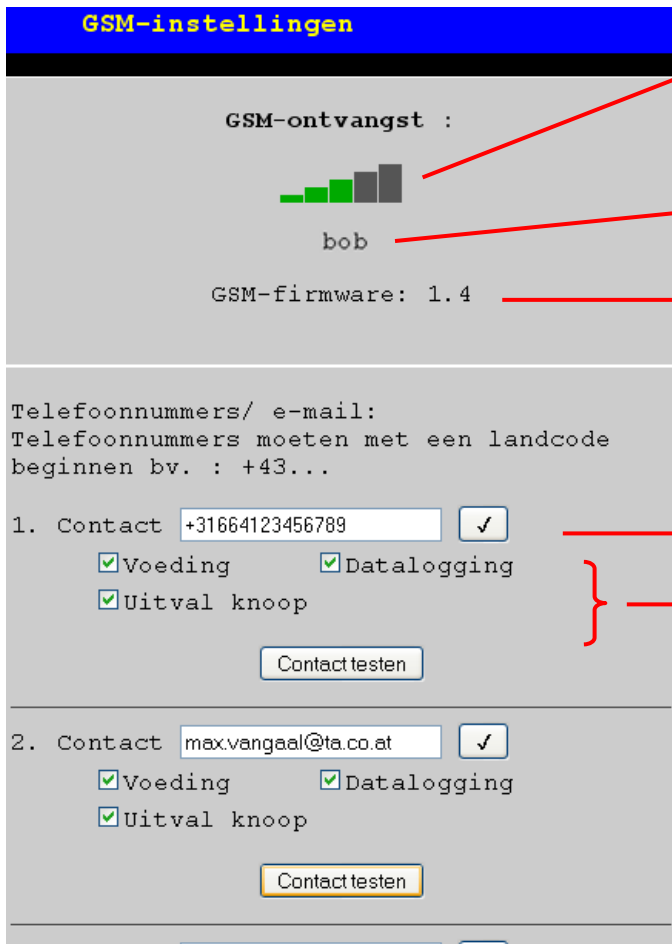 GSM-instellingen
GSM-ontvangst :
bob
GSM-firmware: 1.4
Telefoonnummers/ e-mail:
Telefoonnummers moeten met een landcode
beginnen bv. : +43...
1. Contact +31664123456789 ✓
Voeding Datalogging
Uitval knoop
Contact testen
2. Contact max.vangaal@ta.co.at ✓
Voeding Datalogging
Uitval knoop
Contact testen